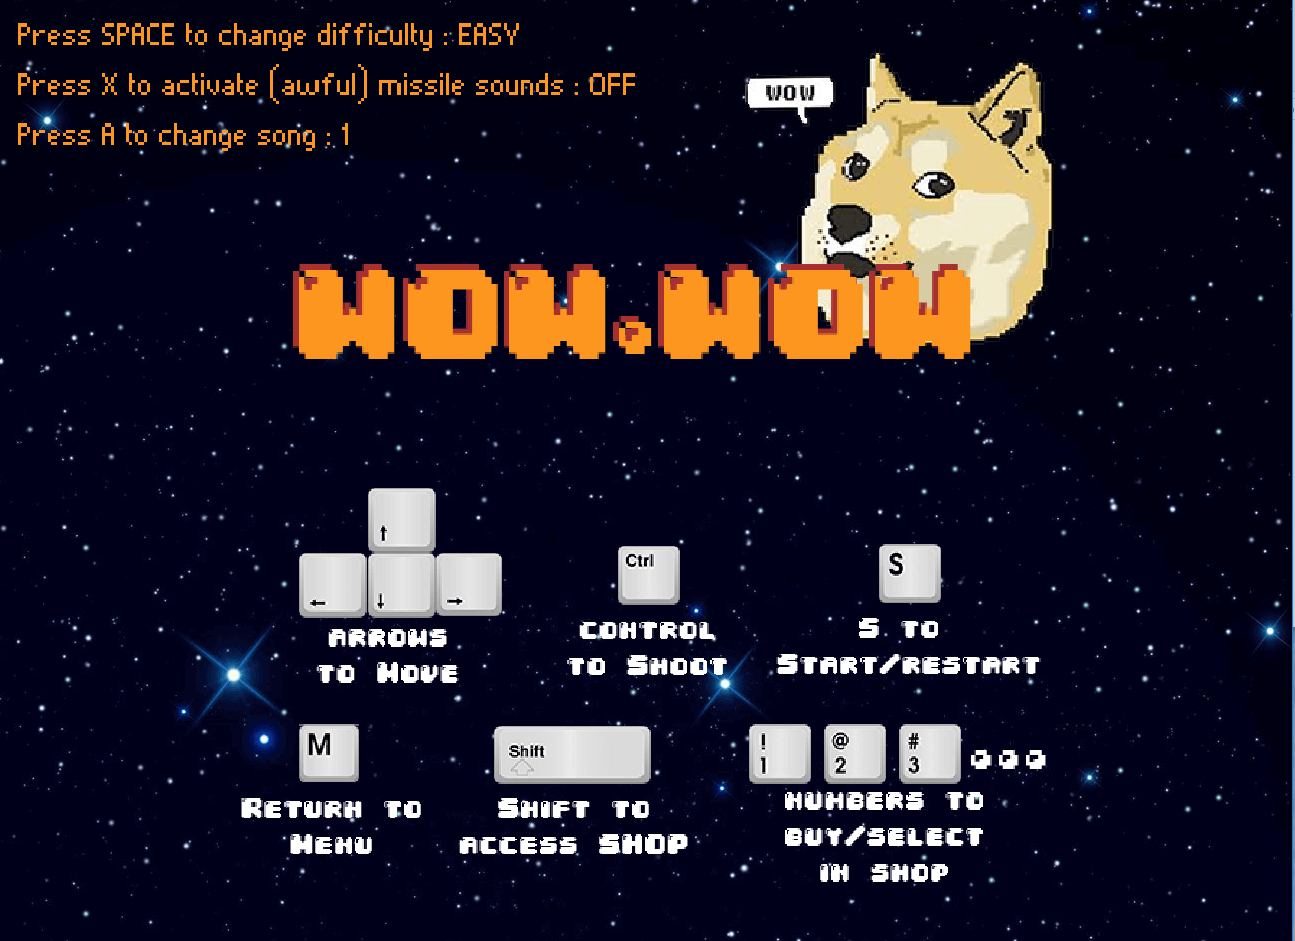 Press SPACE to change difficulty : EASY
Press X to activate (awful) missile sounds : OFF
Press A to change song : 1
WOW
WOW.WOW
↑
← ↓ →
Ctrl
S
ARROWS
TO MOVE
CONTROL
TO SHOOT
S TO
START/RESTART
M
Shift
! 1
@ 2
# 3
...
RETURN TO
MENU
SHIFT TO
ACCESS SHOP
NUMBERS TO
BUY/SELECT
IN SHOP